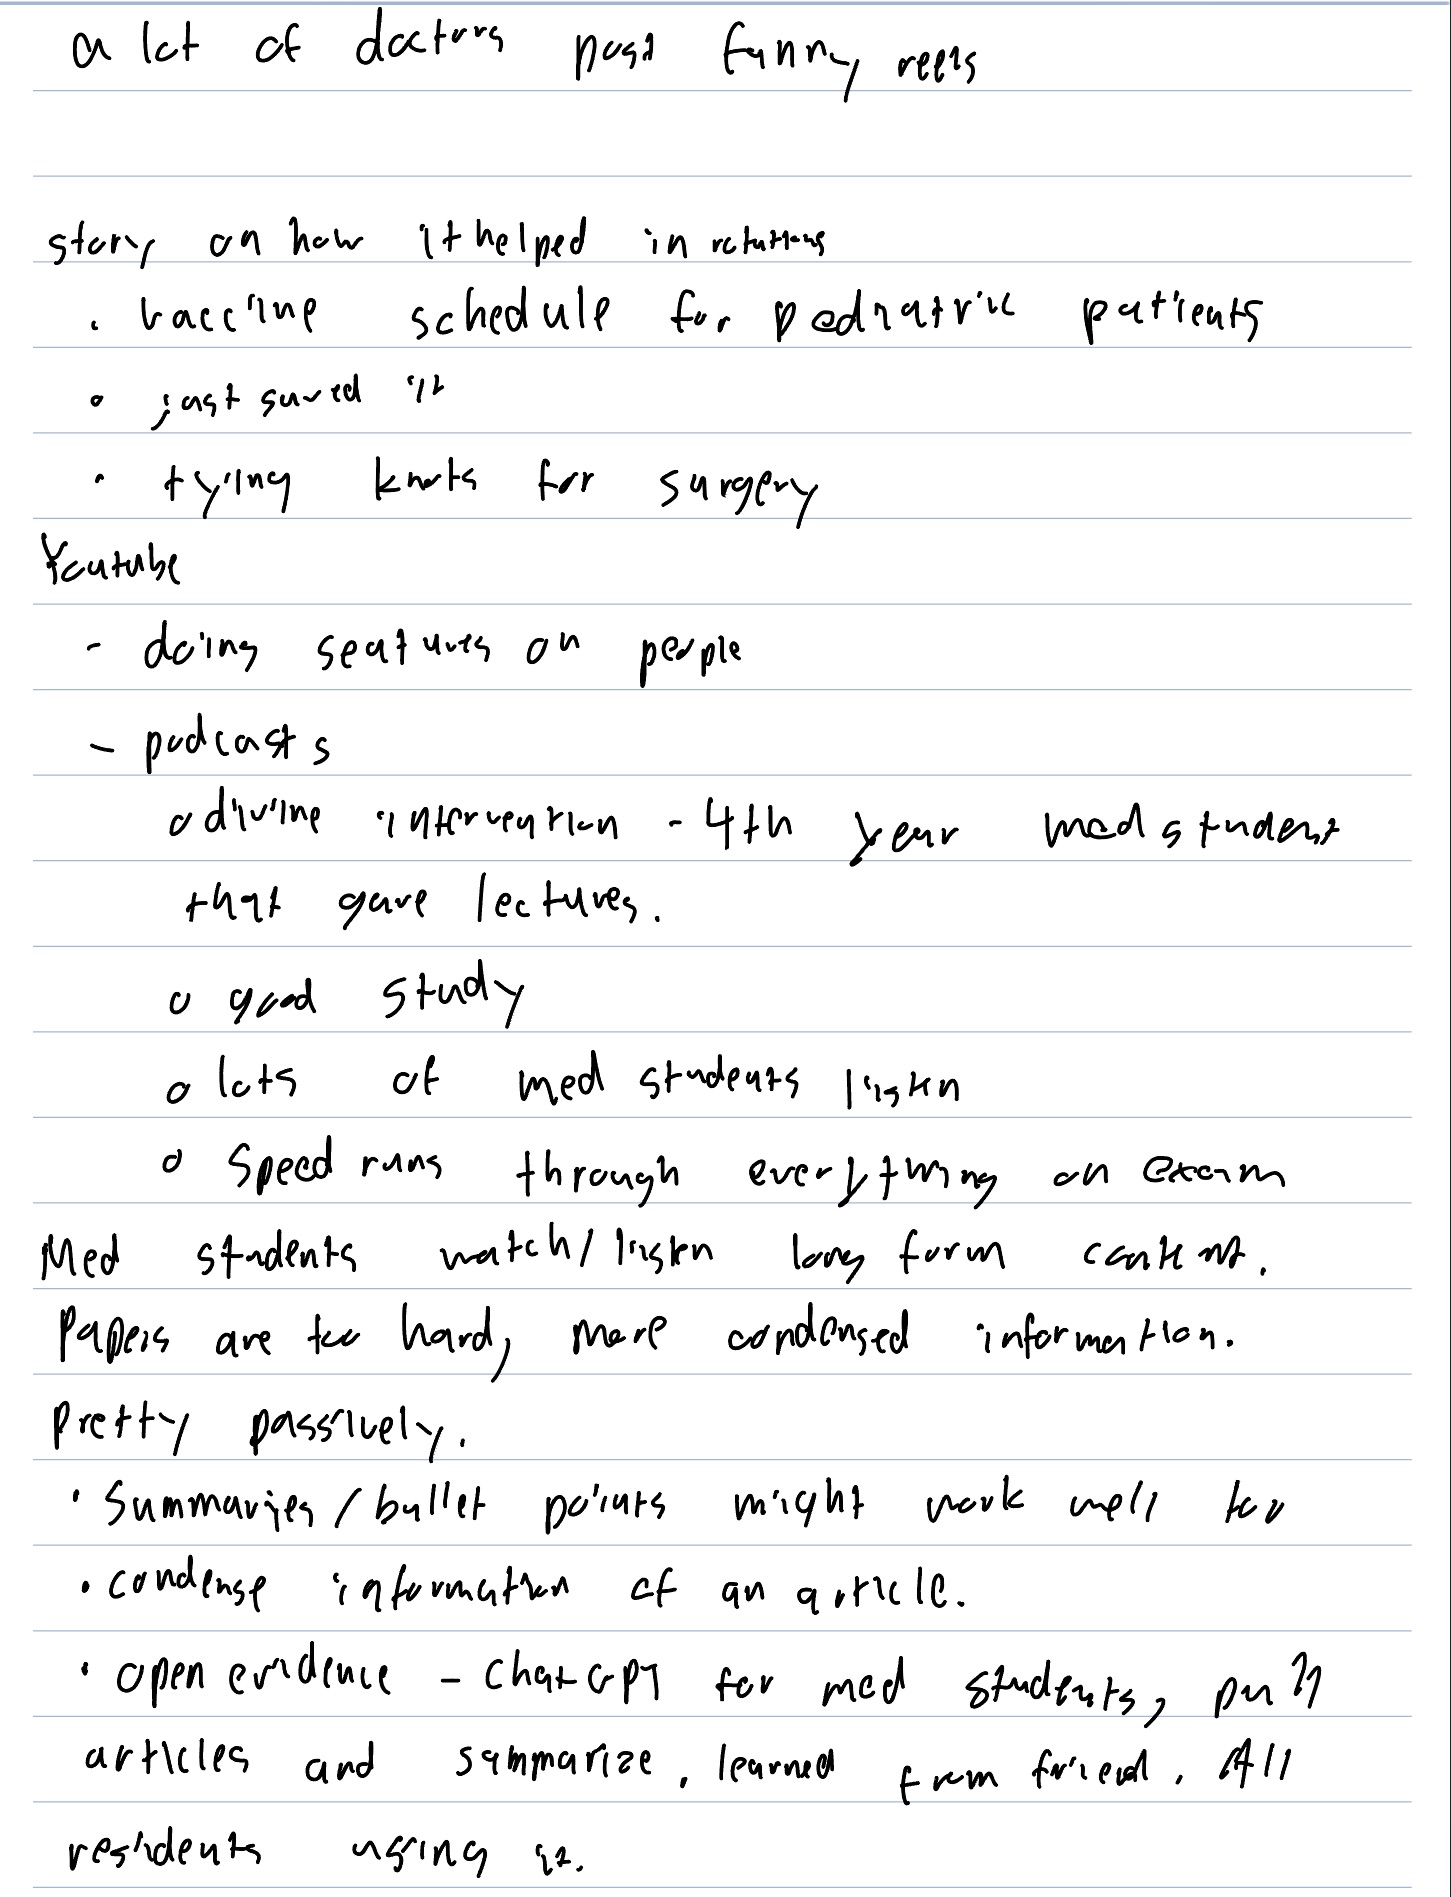 a lot of doctors post funny reels
story on how it helped in rotations
• vaccine schedule for pediatric patients
• just saved it
• tying knots for surgery
Youtube
- doing seatures on people
- podcasts
o divine intervention - 4th year med student
that gave lectures.
o good study
o lots of med students listen
o speed runs through everything on exam
Med students watch/listen long form content.
Papers are too hard, more condensed information.
Pretty passively.
• Summaries/bullet points might work well too
• condense information of an article.
• open evidence - ChatGPT for med students, pull
articles and summarize, learned from friend. All
residents using it.